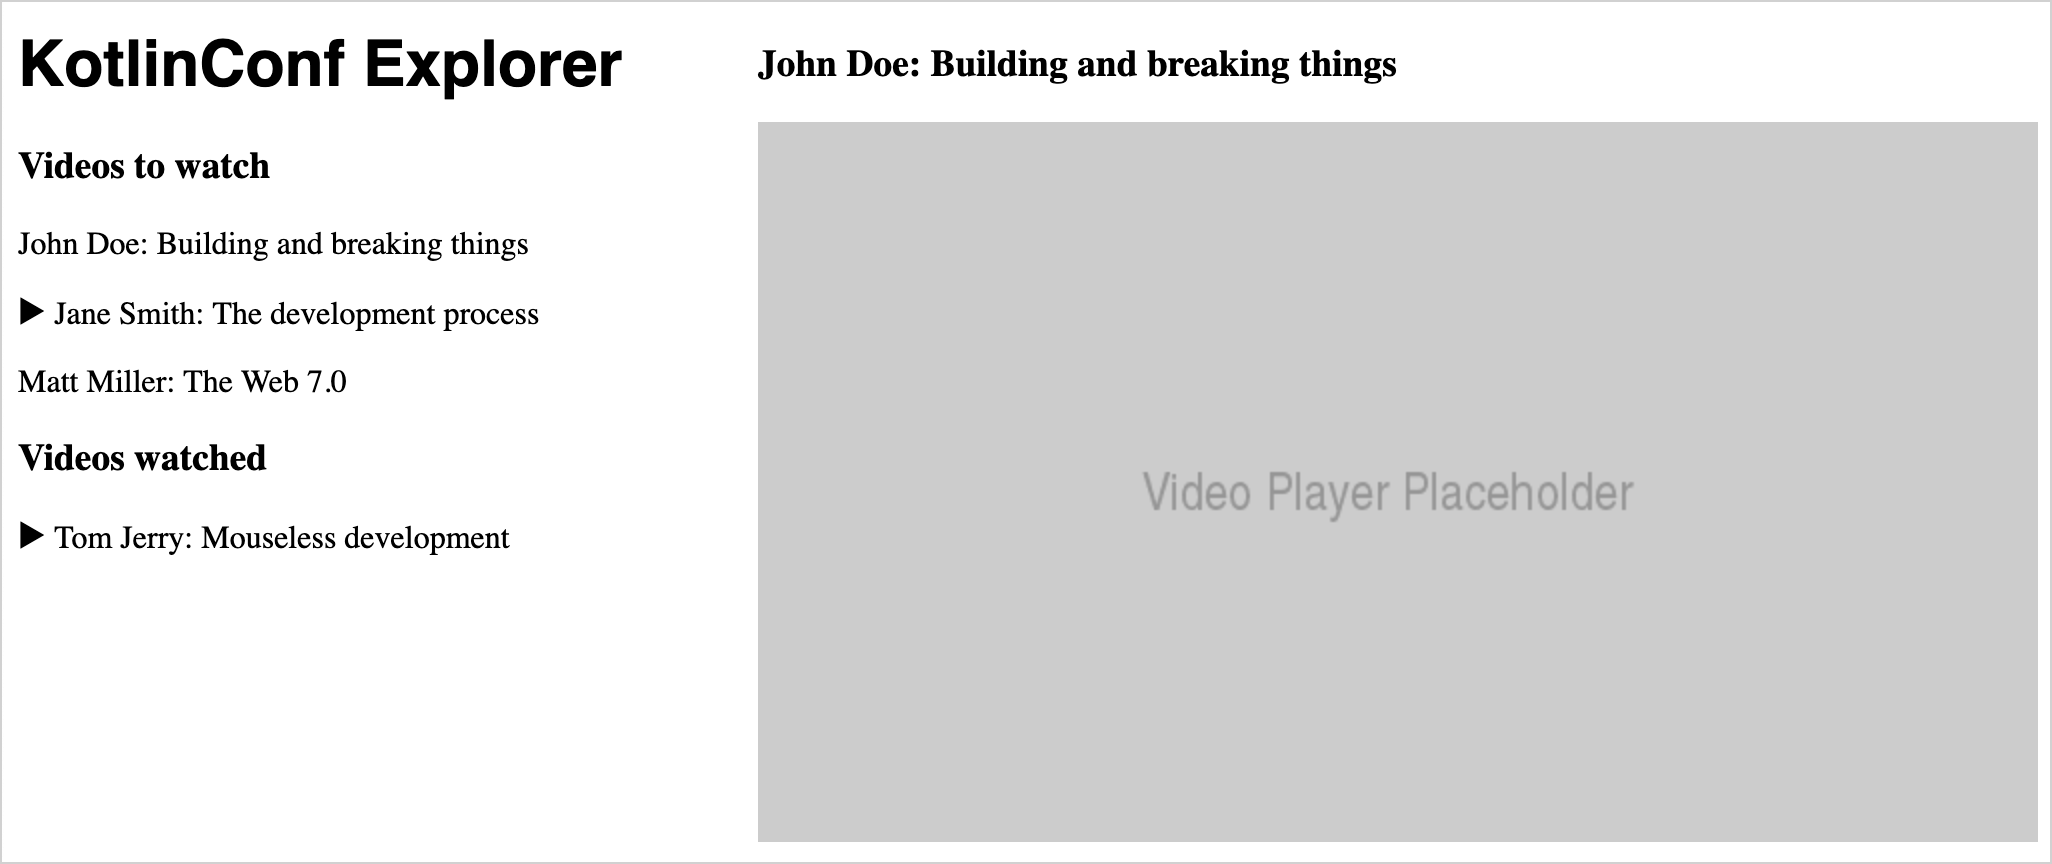 KotlinConf Explorer
Videos to watch
John Doe: Building and breaking things
▶ Jane Smith: The development process
Matt Miller: The Web 7.0
Videos watched
▶ Tom Jerry: Mouseless development
John Doe: Building and breaking things
Video Player Placeholder